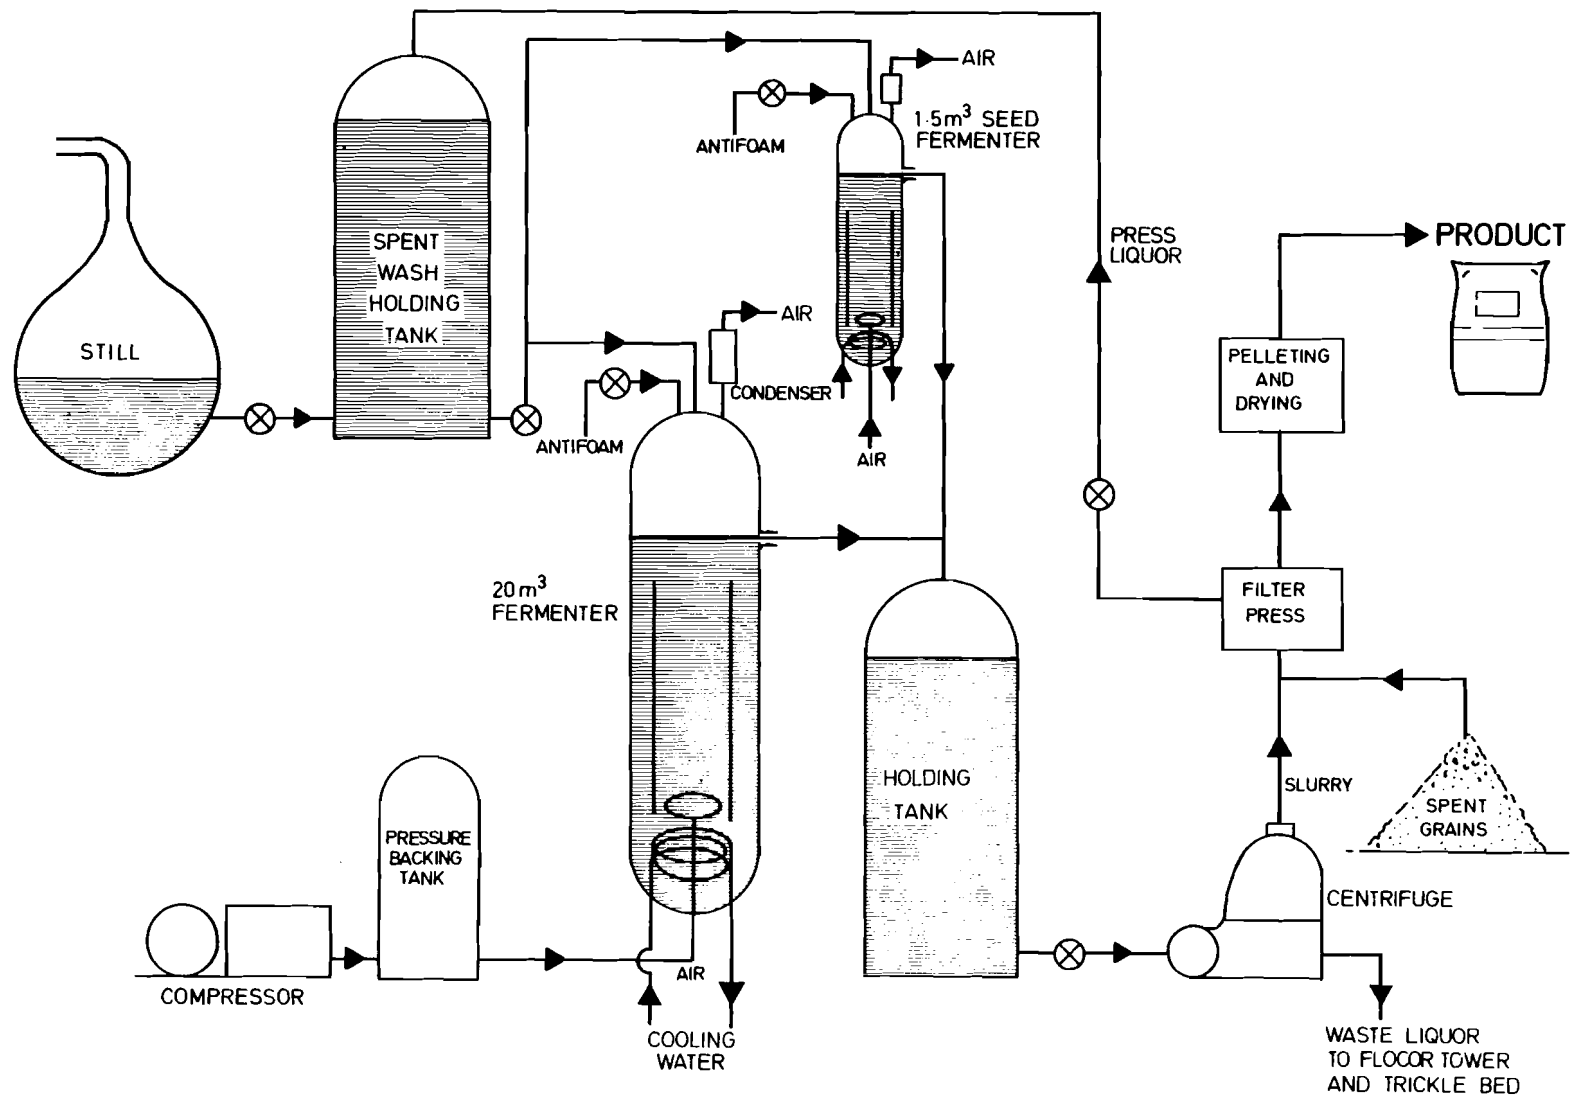 AIR
1·5m³ SEED
FERMENTER
ANTIFOAM
SPENT
WASH
HOLDING
TANK
STILL
PRESS
LIQUOR
PRODUCT
AIR
PELLETING
AND
DRYING
CONDENSER
ANTIFOAM
AIR
20m³
FERMENTER
FILTER
PRESS
HOLDING
TANK
SLURRY
SPENT
GRAINS
PRESSURE
BACKING
TANK
CENTRIFUGE
COMPRESSOR
AIR
COOLING
WATER
WASTE LIQUOR
TO FLOCOR TOWER
AND TRICKLE BED